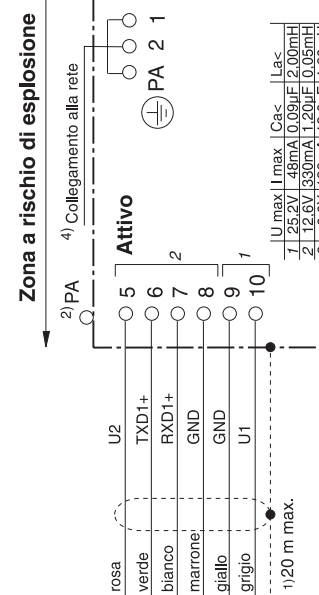 Zona a rischio di esplosione
4) Collegamento alla rete
PA 2 1
2) PA
Attivo
2
1
5
6
7
8
9
10
U2
TXD1+
RXD1+
GND
GND
U1
rosa
verde
bianco
marrone
giallo
grigio
1) 20 m max.
U max I max Ca< La<
1 25.2V 48mA 0.09µF 2.00mH
2 12.6V 330mA 1.20µF 0.05mH